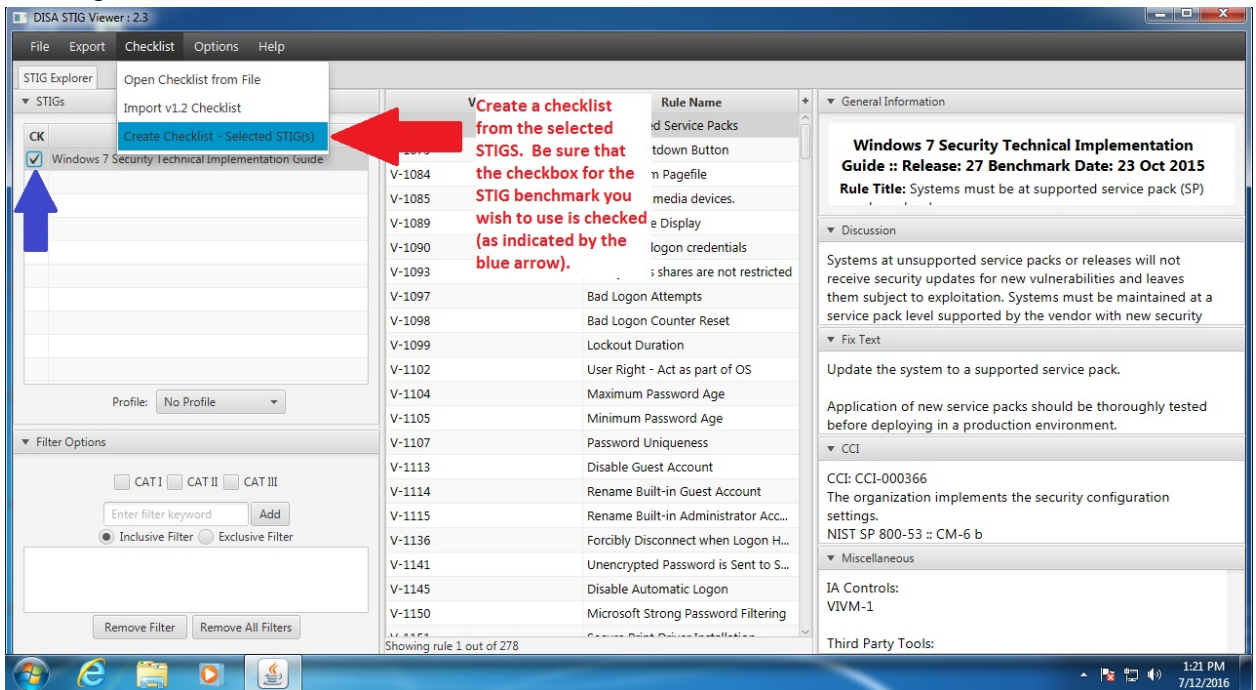 DISA STIG Viewer : 2.3
File Export Checklist Options Help
STIG Explorer
Open Checklist from File
Import v1.2 Checklist
Create Checklist - Selected STIG(s)
STIGs
CK
Windows 7 Security Technical Implementation Guide
Profile: No Profile
Filter Options
CAT I CAT II CAT III
Enter filter keyword Add
Inclusive Filter Exclusive Filter
Remove Filter Remove All Filters
Create a checklist
from the selected
STIGS. Be sure that
the checkbox for the
STIG benchmark you
wish to use is checked
(as indicated by the
blue arrow).
V Rule Name +
Service Packs
Button
V-1084 Pagefile
V-1085 media devices.
V-1089 Display
V-1090 logon credentials
V-1093 shares are not restricted
V-1097 Bad Logon Attempts
V-1098 Bad Logon Counter Reset
V-1099 Lockout Duration
V-1102 User Right - Act as part of OS
V-1104 Maximum Password Age
V-1105 Minimum Password Age
V-1107 Password Uniqueness
V-1113 Disable Guest Account
V-1114 Rename Built-in Guest Account
V-1115 Rename Built-in Administrator Acc...
V-1136 Forcibly Disconnect when Logon H...
V-1141 Unencrypted Password is Sent to S...
V-1145 Disable Automatic Logon
V-1150 Microsoft Strong Password Filtering
Showing rule 1 out of 278
General Information
Windows 7 Security Technical Implementation
Guide :: Release: 27 Benchmark Date: 23 Oct 2015
Rule Title: Systems must be at supported service pack (SP)
Discussion
Systems at unsupported service packs or releases will not
receive security updates for new vulnerabilities and leaves
them subject to exploitation. Systems must be maintained at a
service pack level supported by the vendor with new security
Fix Text
Update the system to a supported service pack.
Application of new service packs should be thoroughly tested
before deploying in a production environment.
CCI
CCI: CCI-000366
The organization implements the security configuration
settings.
NIST SP 800-53 :: CM-6 b
Miscellaneous
IA Controls:
VIVM-1
Third Party Tools:
1:21 PM
7/12/2016